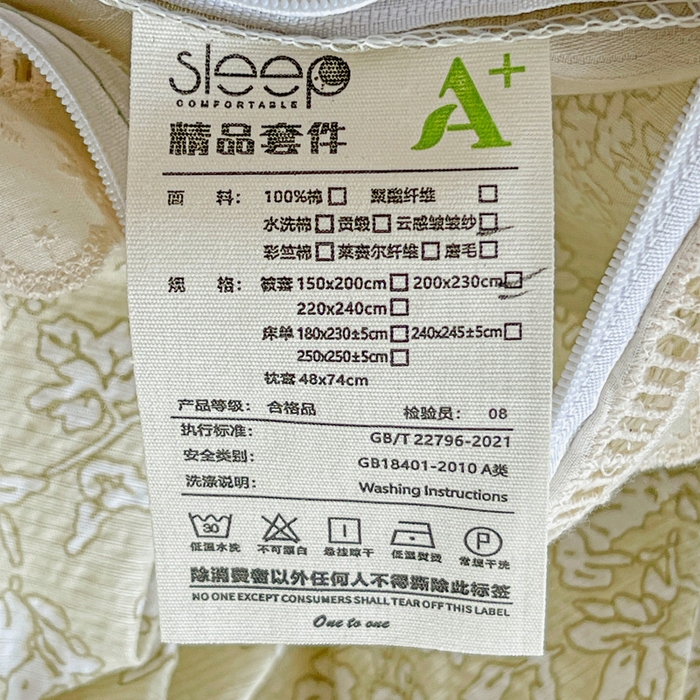 sleep
COMFORTABLE
A+
精品套件
面 料: 100%棉 聚酯纤维
水洗棉 贡缎 云感皱皱纱
彩竺棉 莱赛尔纤维 磨毛
规 格: 被套 150x200cm 200x230cm
220x240cm
床单 180x230±5cm 240x245±5cm
250x250±5cm
枕套 48x74cm
产品等级: 合格品 检验员: 08
执行标准: GB/T 22796-2021
安全类别: GB18401-2010 A类
洗涤说明: Washing Instructions
30 P
低温水洗 不可漂白 悬挂晾干 低温熨烫 常规干洗
除消费者以外任何人不得撕除此标签
NO ONE EXCEPT CONSUMERS SHALL TEAR OFF THIS LABEL
One to one